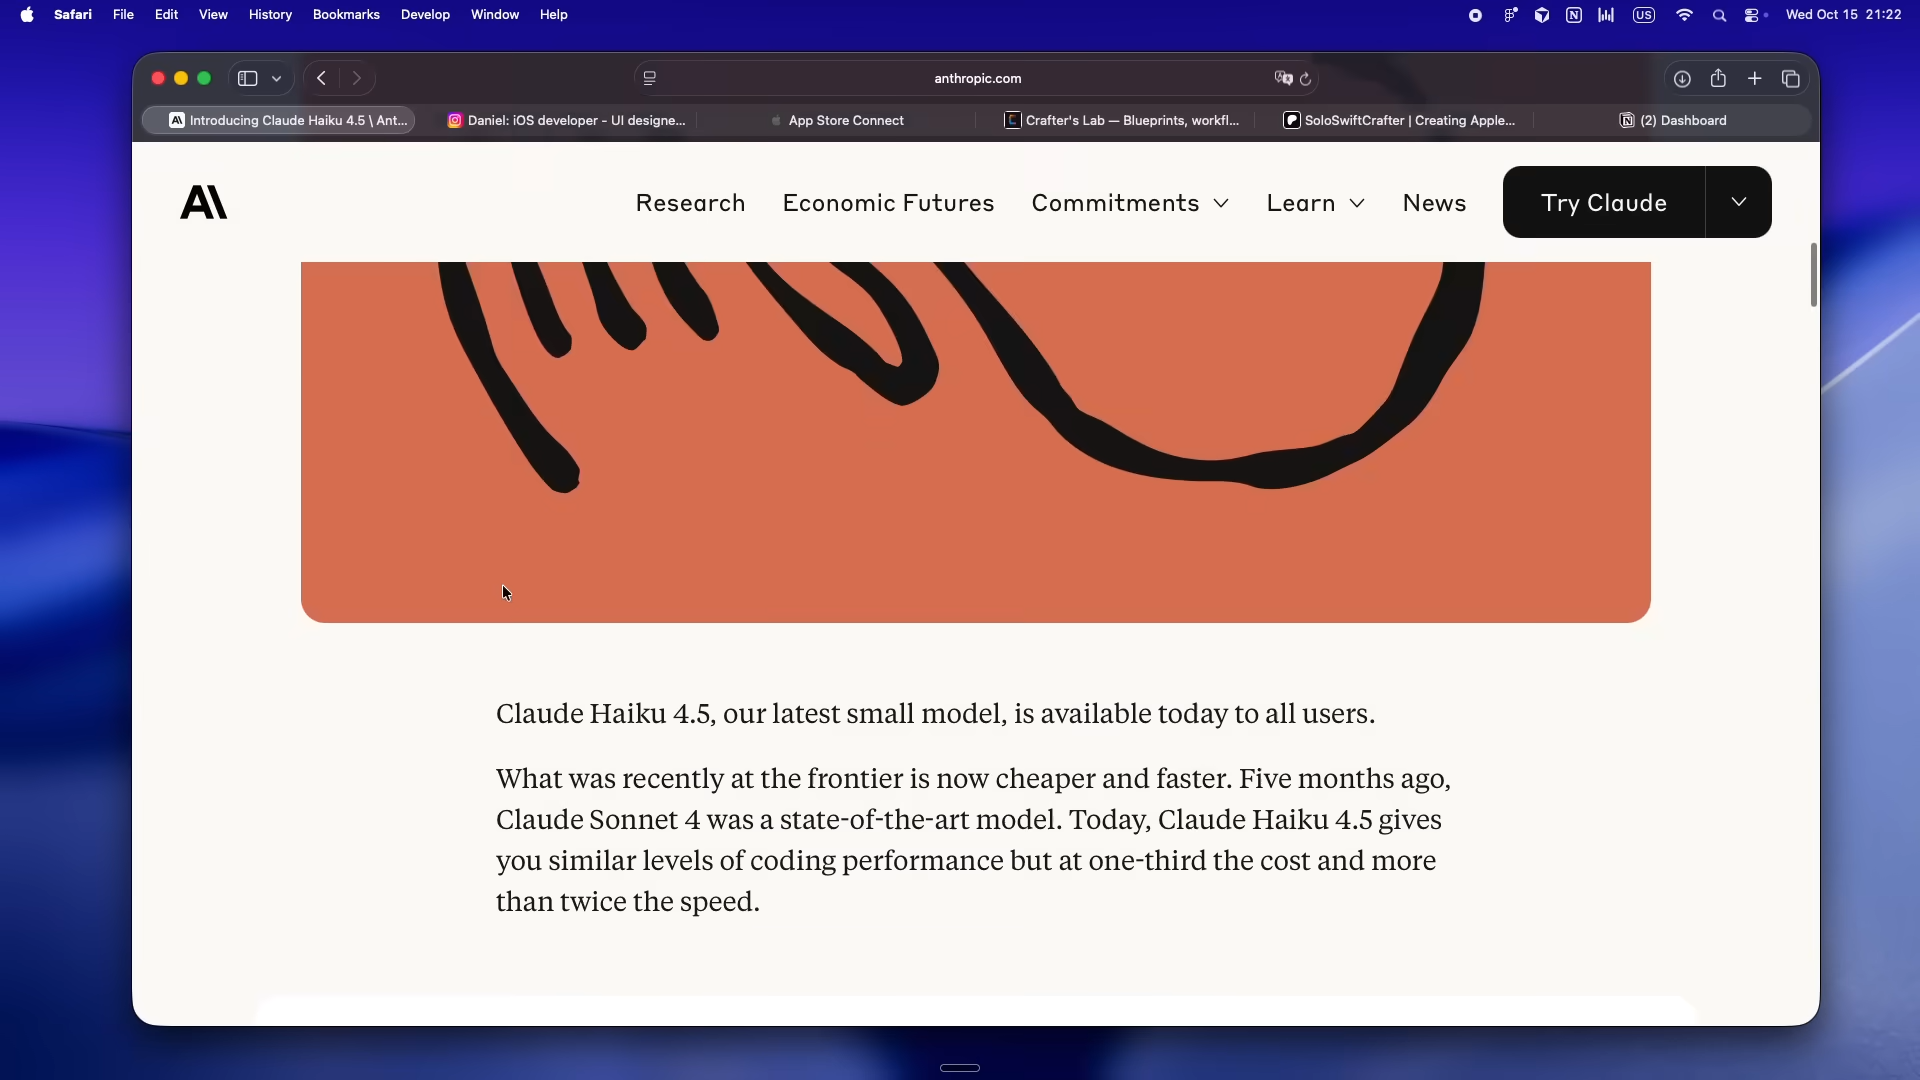 Safari File Edit View History Bookmarks Develop Window Help US Wed Oct 15 21:22
anthropic.com
Introducing Claude Haiku 4.5 \ Ant... Daniel: iOS developer - UI designe... App Store Connect Crafter's Lab — Blueprints, workfl... SoloSwiftCrafter | Creating Apple... (2) Dashboard
Research Economic Futures Commitments Learn News Try Claude
Claude Haiku 4.5, our latest small model, is available today to all users.
What was recently at the frontier is now cheaper and faster. Five months ago,
Claude Sonnet 4 was a state-of-the-art model. Today, Claude Haiku 4.5 gives
you similar levels of coding performance but at one-third the cost and more
than twice the speed.